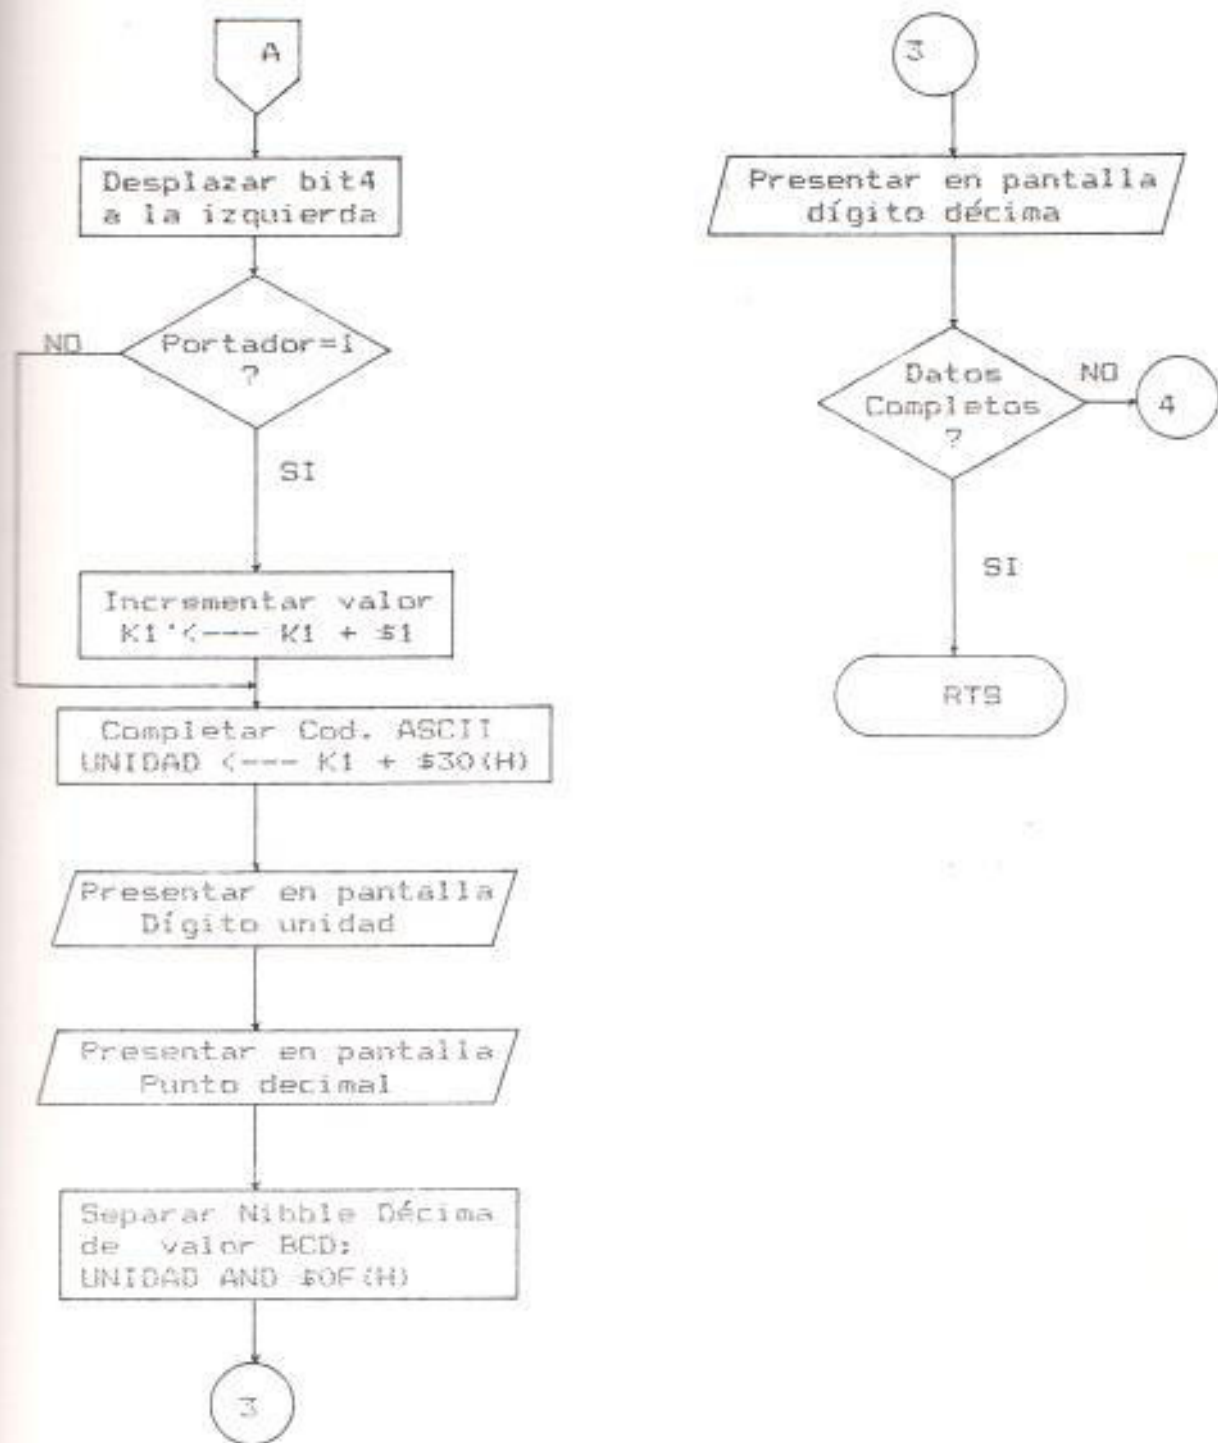 A
Desplazar bit4
a la izquierda
NO
Portador=1
?
SI
Incrementar valor
K1'<--- K1 + $1
Completar Cod. ASCII
UNIDAD <--- K1 + $30(H)
Presentar en pantalla
Dígito unidad
Presentar en pantalla
Punto decimal
Separar Nibble Décima
de valor BCD:
UNIDAD AND $0F(H)
3
3
Presentar en pantalla
dígito décima
Datos
Completos
?
NO
4
SI
RTS